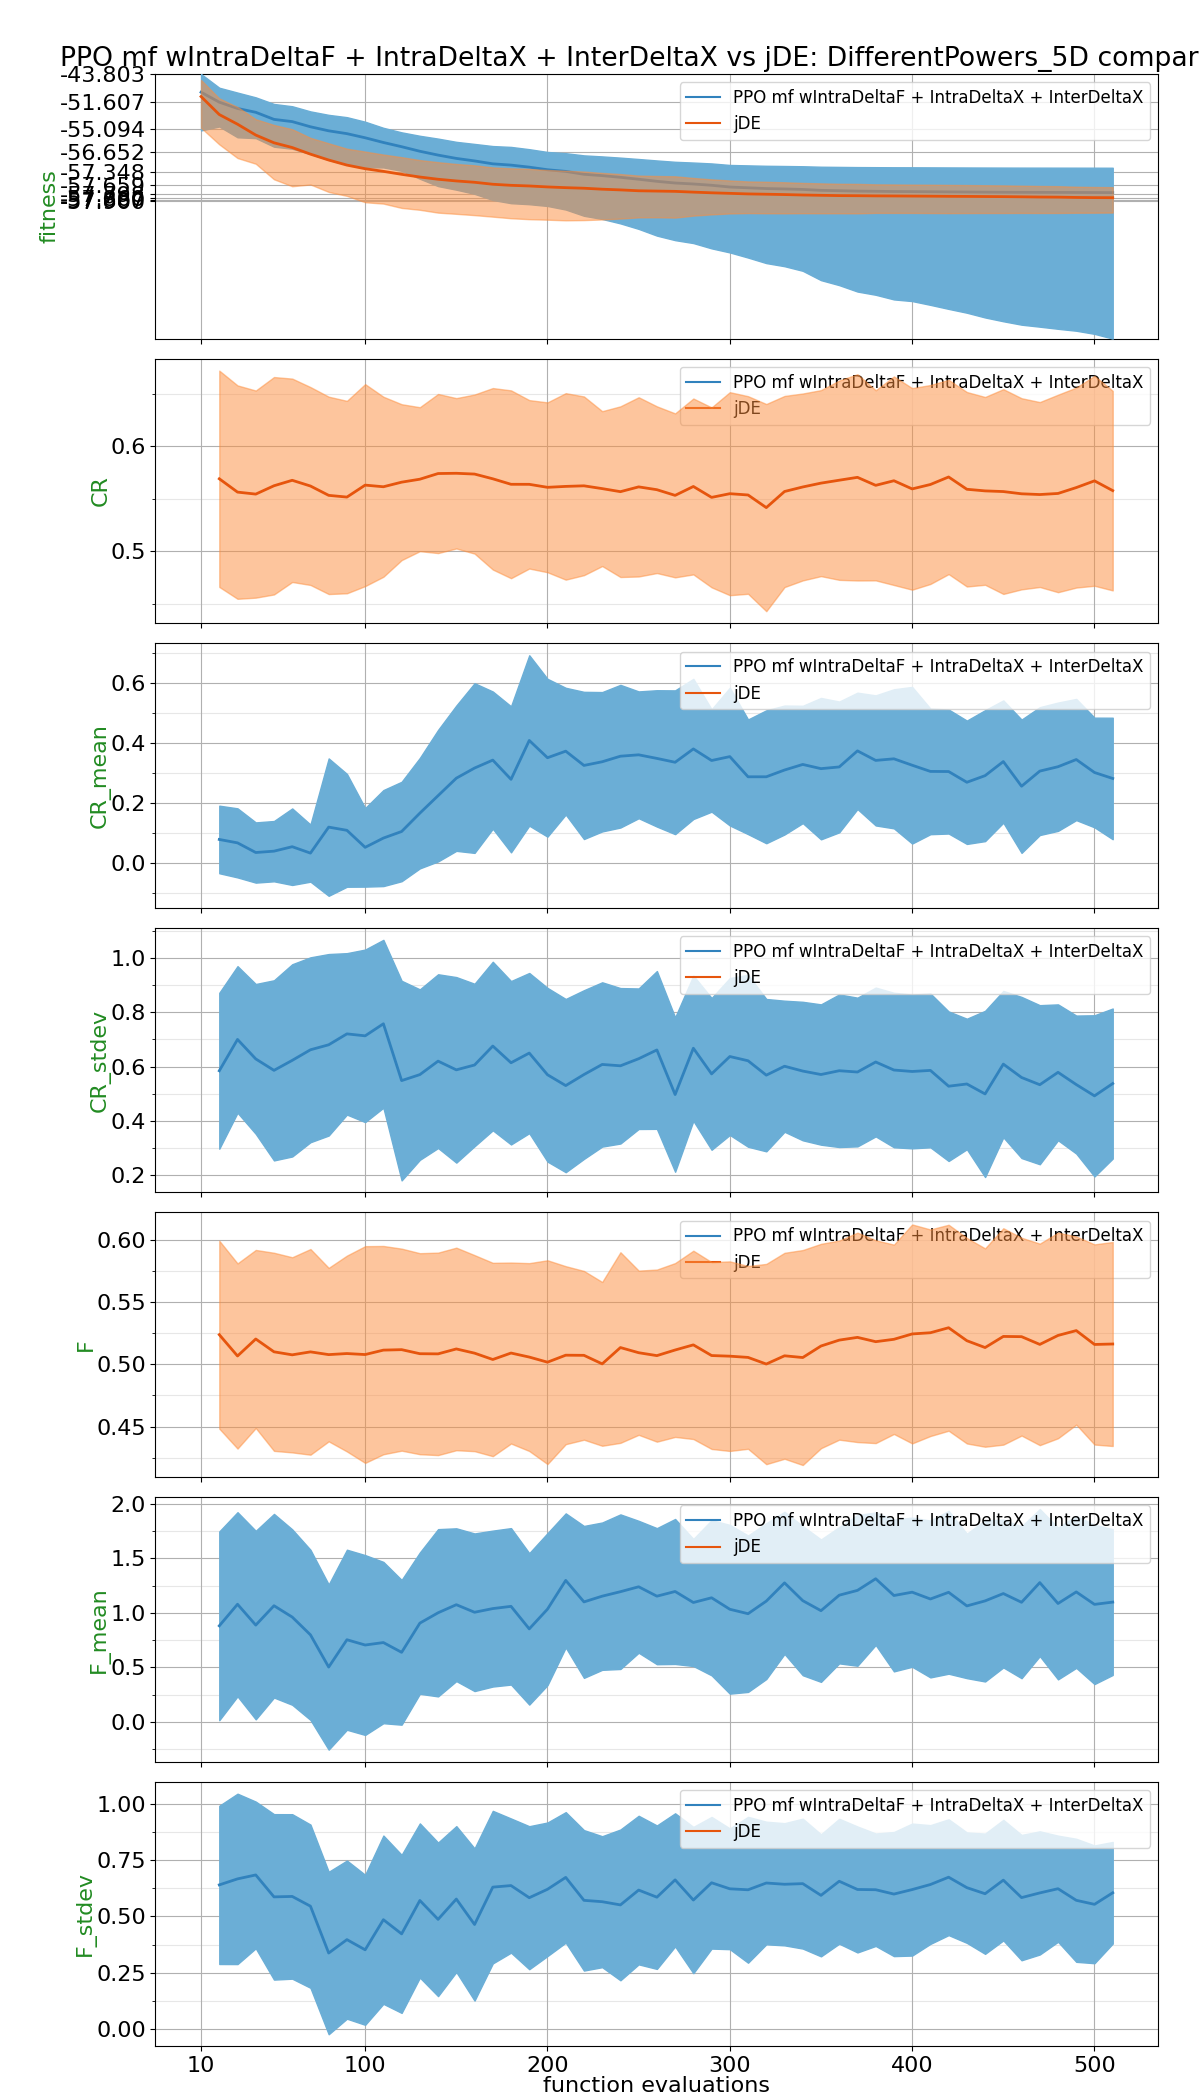 PPO mf wIntraDeltaF + IntraDeltaX + InterDeltaX vs jDE: DifferentPowers_5D compar
-43.803
-51.607
-55.094
-56.652
-57.348
-57.659
fitness
PPO mf wIntraDeltaF + IntraDeltaX + InterDeltaX
jDE
0.6
0.5
CR
PPO mf wIntraDeltaF + IntraDeltaX + InterDeltaX
jDE
0.6
0.4
0.2
0.0
CR_mean
PPO mf wIntraDeltaF + IntraDeltaX + InterDeltaX
jDE
1.0
0.8
0.6
0.4
0.2
CR_stdev
PPO mf wIntraDeltaF + IntraDeltaX + InterDeltaX
jDE
0.60
0.55
0.50
0.45
F
PPO mf wIntraDeltaF + IntraDeltaX + InterDeltaX
jDE
2.0
1.5
1.0
0.5
0.0
F_mean
PPO mf wIntraDeltaF + IntraDeltaX + InterDeltaX
jDE
1.00
0.75
0.50
0.25
0.00
F_stdev
PPO mf wIntraDeltaF + IntraDeltaX + InterDeltaX
jDE
10 100 200 300 400 500
function evaluations